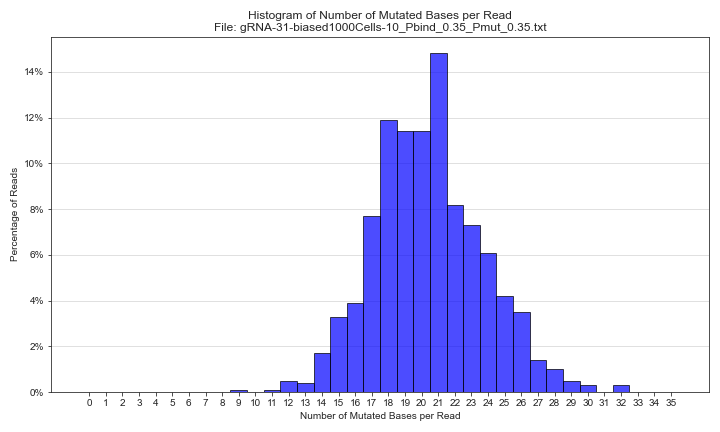 Histogram of Number of Mutated Bases per Read
File: gRNA-31-biased1000Cells-10_Pbind_0.35_Pmut_0.35.txt
Percentage of Reads
14%
12%
10%
8%
6%
4%
2%
0%
0 1 2 3 4 5 6 7 8 9 10 11 12 13 14 15 16 17 18 19 20 21 22 23 24 25 26 27 28 29 30 31 32 33 34 35
Number of Mutated Bases per Read